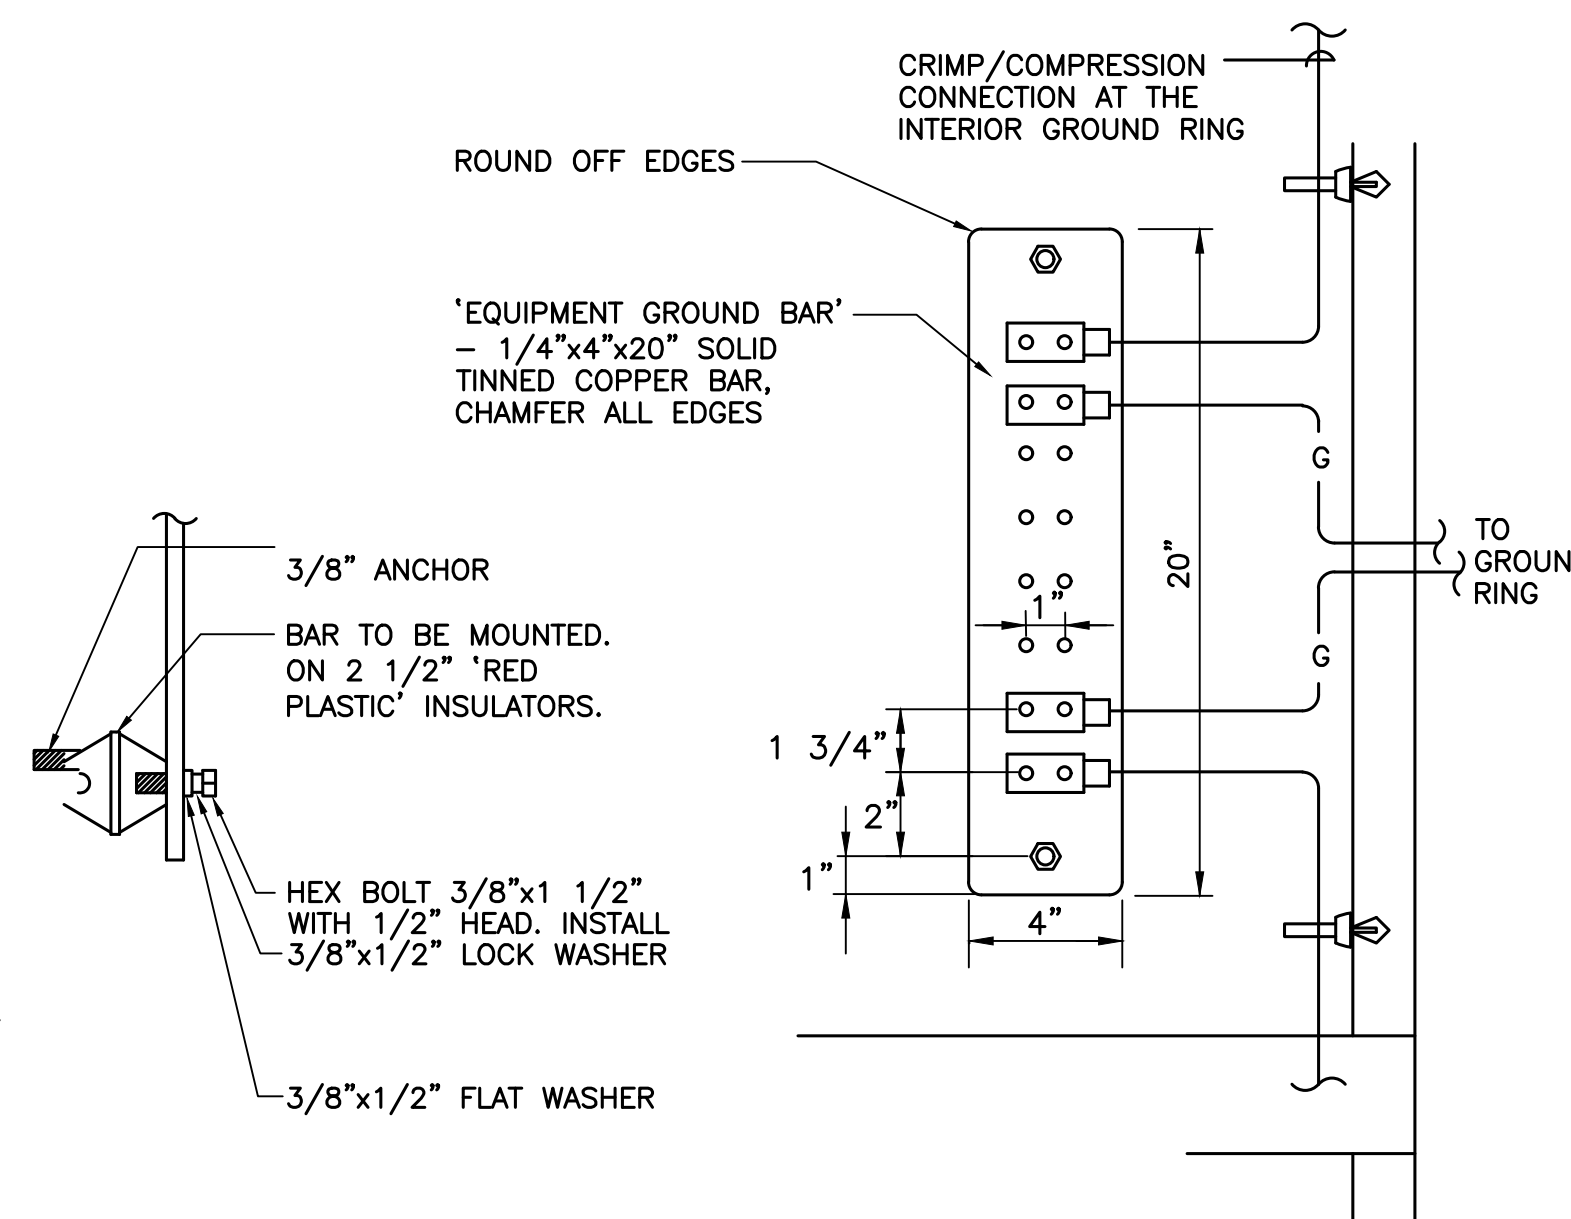 CRIMP/COMPRESSION
CONNECTION AT THE
INTERIOR GROUND RING
ROUND OFF EDGES
'EQUIPMENT GROUND BAR'
- 1/4"x4"x20" SOLID
TINNED COPPER BAR,
CHAMFER ALL EDGES
G
TO
GROUN
RING
20"
3/8" ANCHOR
1"
BAR TO BE MOUNTED.
ON 2 1/2" 'RED
PLASTIC' INSULATORS.
G
1 3/4"
2"
1"
4"
HEX BOLT 3/8"x1 1/2"
WITH 1/2" HEAD. INSTALL
3/8"x1/2" LOCK WASHER
3/8"x1/2" FLAT WASHER